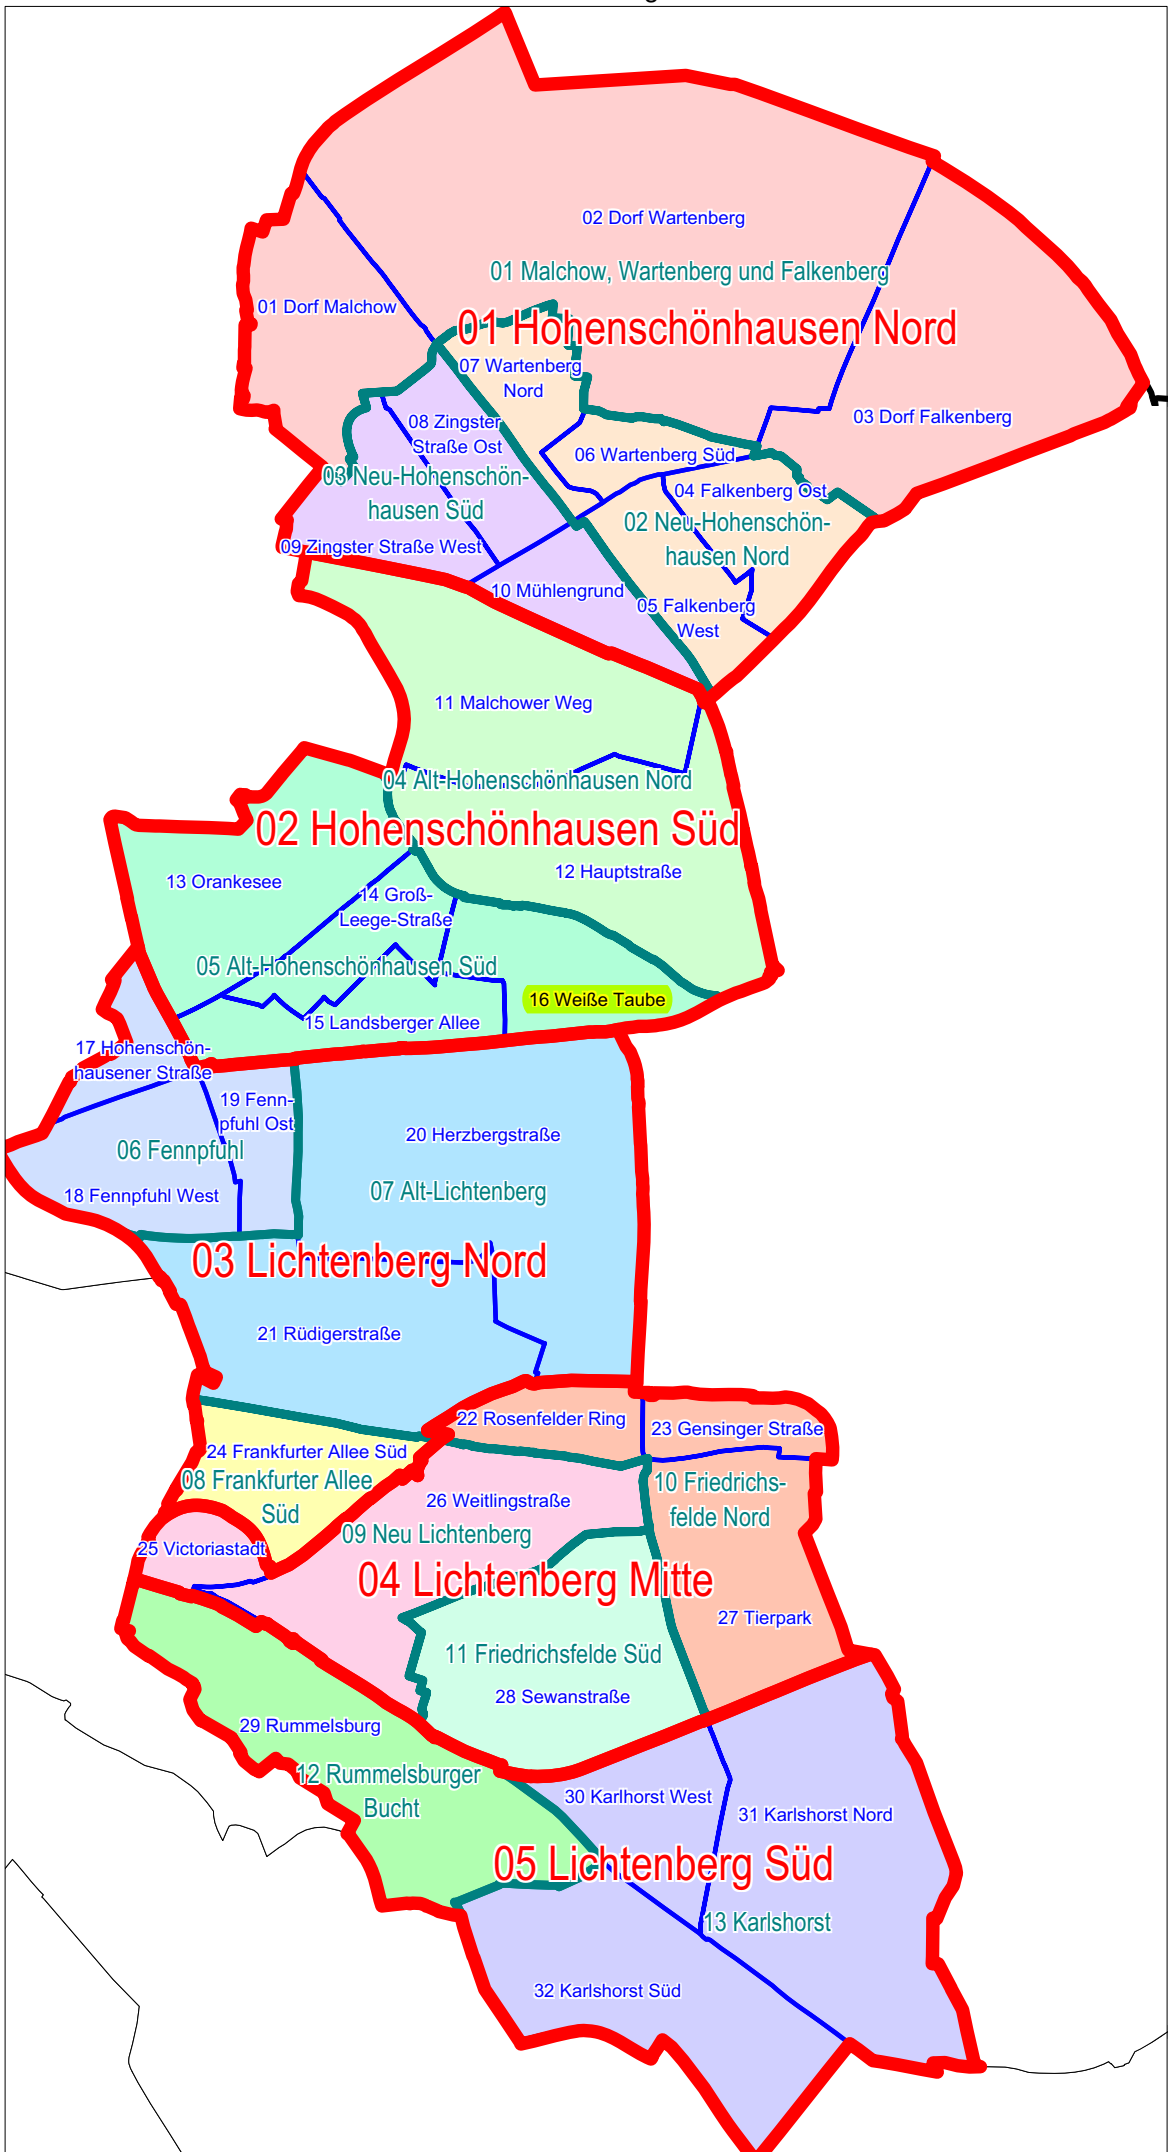 02 Dorf Wartenberg
01 Malchow, Wartenberg und Falkenberg
01 Dorf Malchow
01 Hohenschönhausen Nord
07 Wartenberg
Nord
03 Dorf Falkenberg
08 Zingster
Straße Ost
06 Wartenberg Süd
03 Neu-Hohenschön-
hausen Süd
04 Falkenberg Ost
02 Neu-Hohenschön-
hausen Nord
09 Zingster Straße West
10 Mühlengrund
05 Falkenberg
West
11 Malchower Weg
04 Alt-Hohenschönhausen Nord
02 Hohenschönhausen Süd
12 Hauptstraße
13 Orankesee
14 Groß-
Leege-Straße
05 Alt-Hohenschönhausen Süd
16 Weiße Taube
15 Landsberger Allee
17 Hohenschön-
hausener Straße
19 Fenn-
pfuhl Ost
20 Herzbergstraße
06 Fennpfuhl
18 Fennpfuhl West
07 Alt-Lichtenberg
03 Lichtenberg Nord
21 Rüdigerstraße
22 Rosenfelder Ring
23 Gensinger Straße
24 Frankfurter Allee Süd
08 Frankfurter Allee
Süd
10 Friedrichs-
felde Nord
26 Weitlingstraße
09 Neu Lichtenberg
25 Victoriastadt
04 Lichtenberg Mitte
27 Tierpark
11 Friedrichsfelde Süd
28 Sewanstraße
29 Rummelsburg
12 Rummelsburger
Bucht
30 Karlhorst West
31 Karlshorst Nord
05 Lichtenberg Süd
13 Karlshorst
32 Karlshorst Süd